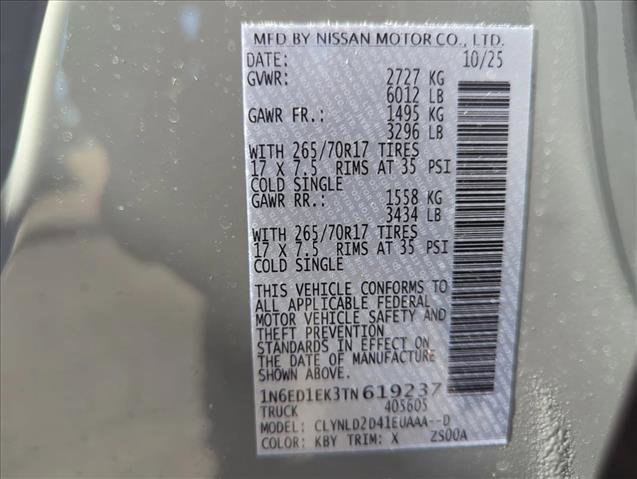 MFD BY NISSAN MOTOR CO., LTD.
DATE: 10/25
GVWR: 2727 KG
6012 LB
GAWR FR.: 1495 KG
3296 LB
WITH 265/70R17 TIRES
17 X 7.5 RIMS AT 35 PSI
COLD SINGLE
GAWR RR.: 1558 KG
3434 LB
WITH 265/70R17 TIRES
17 X 7.5 RIMS AT 35 PSI
COLD SINGLE
THIS VEHICLE CONFORMS TO
ALL APPLICABLE FEDERAL
MOTOR VEHICLE SAFETY AND
THEFT PREVENTION
STANDARDS IN EFFECT ON
THE DATE OF MANUFACTURE
SHOWN ABOVE.
1N6ED1EK3TN619237
TRUCK 405605
MODEL: CLYNLD2D41EUAAA--D
COLOR: KBY TRIM: X ZS00A